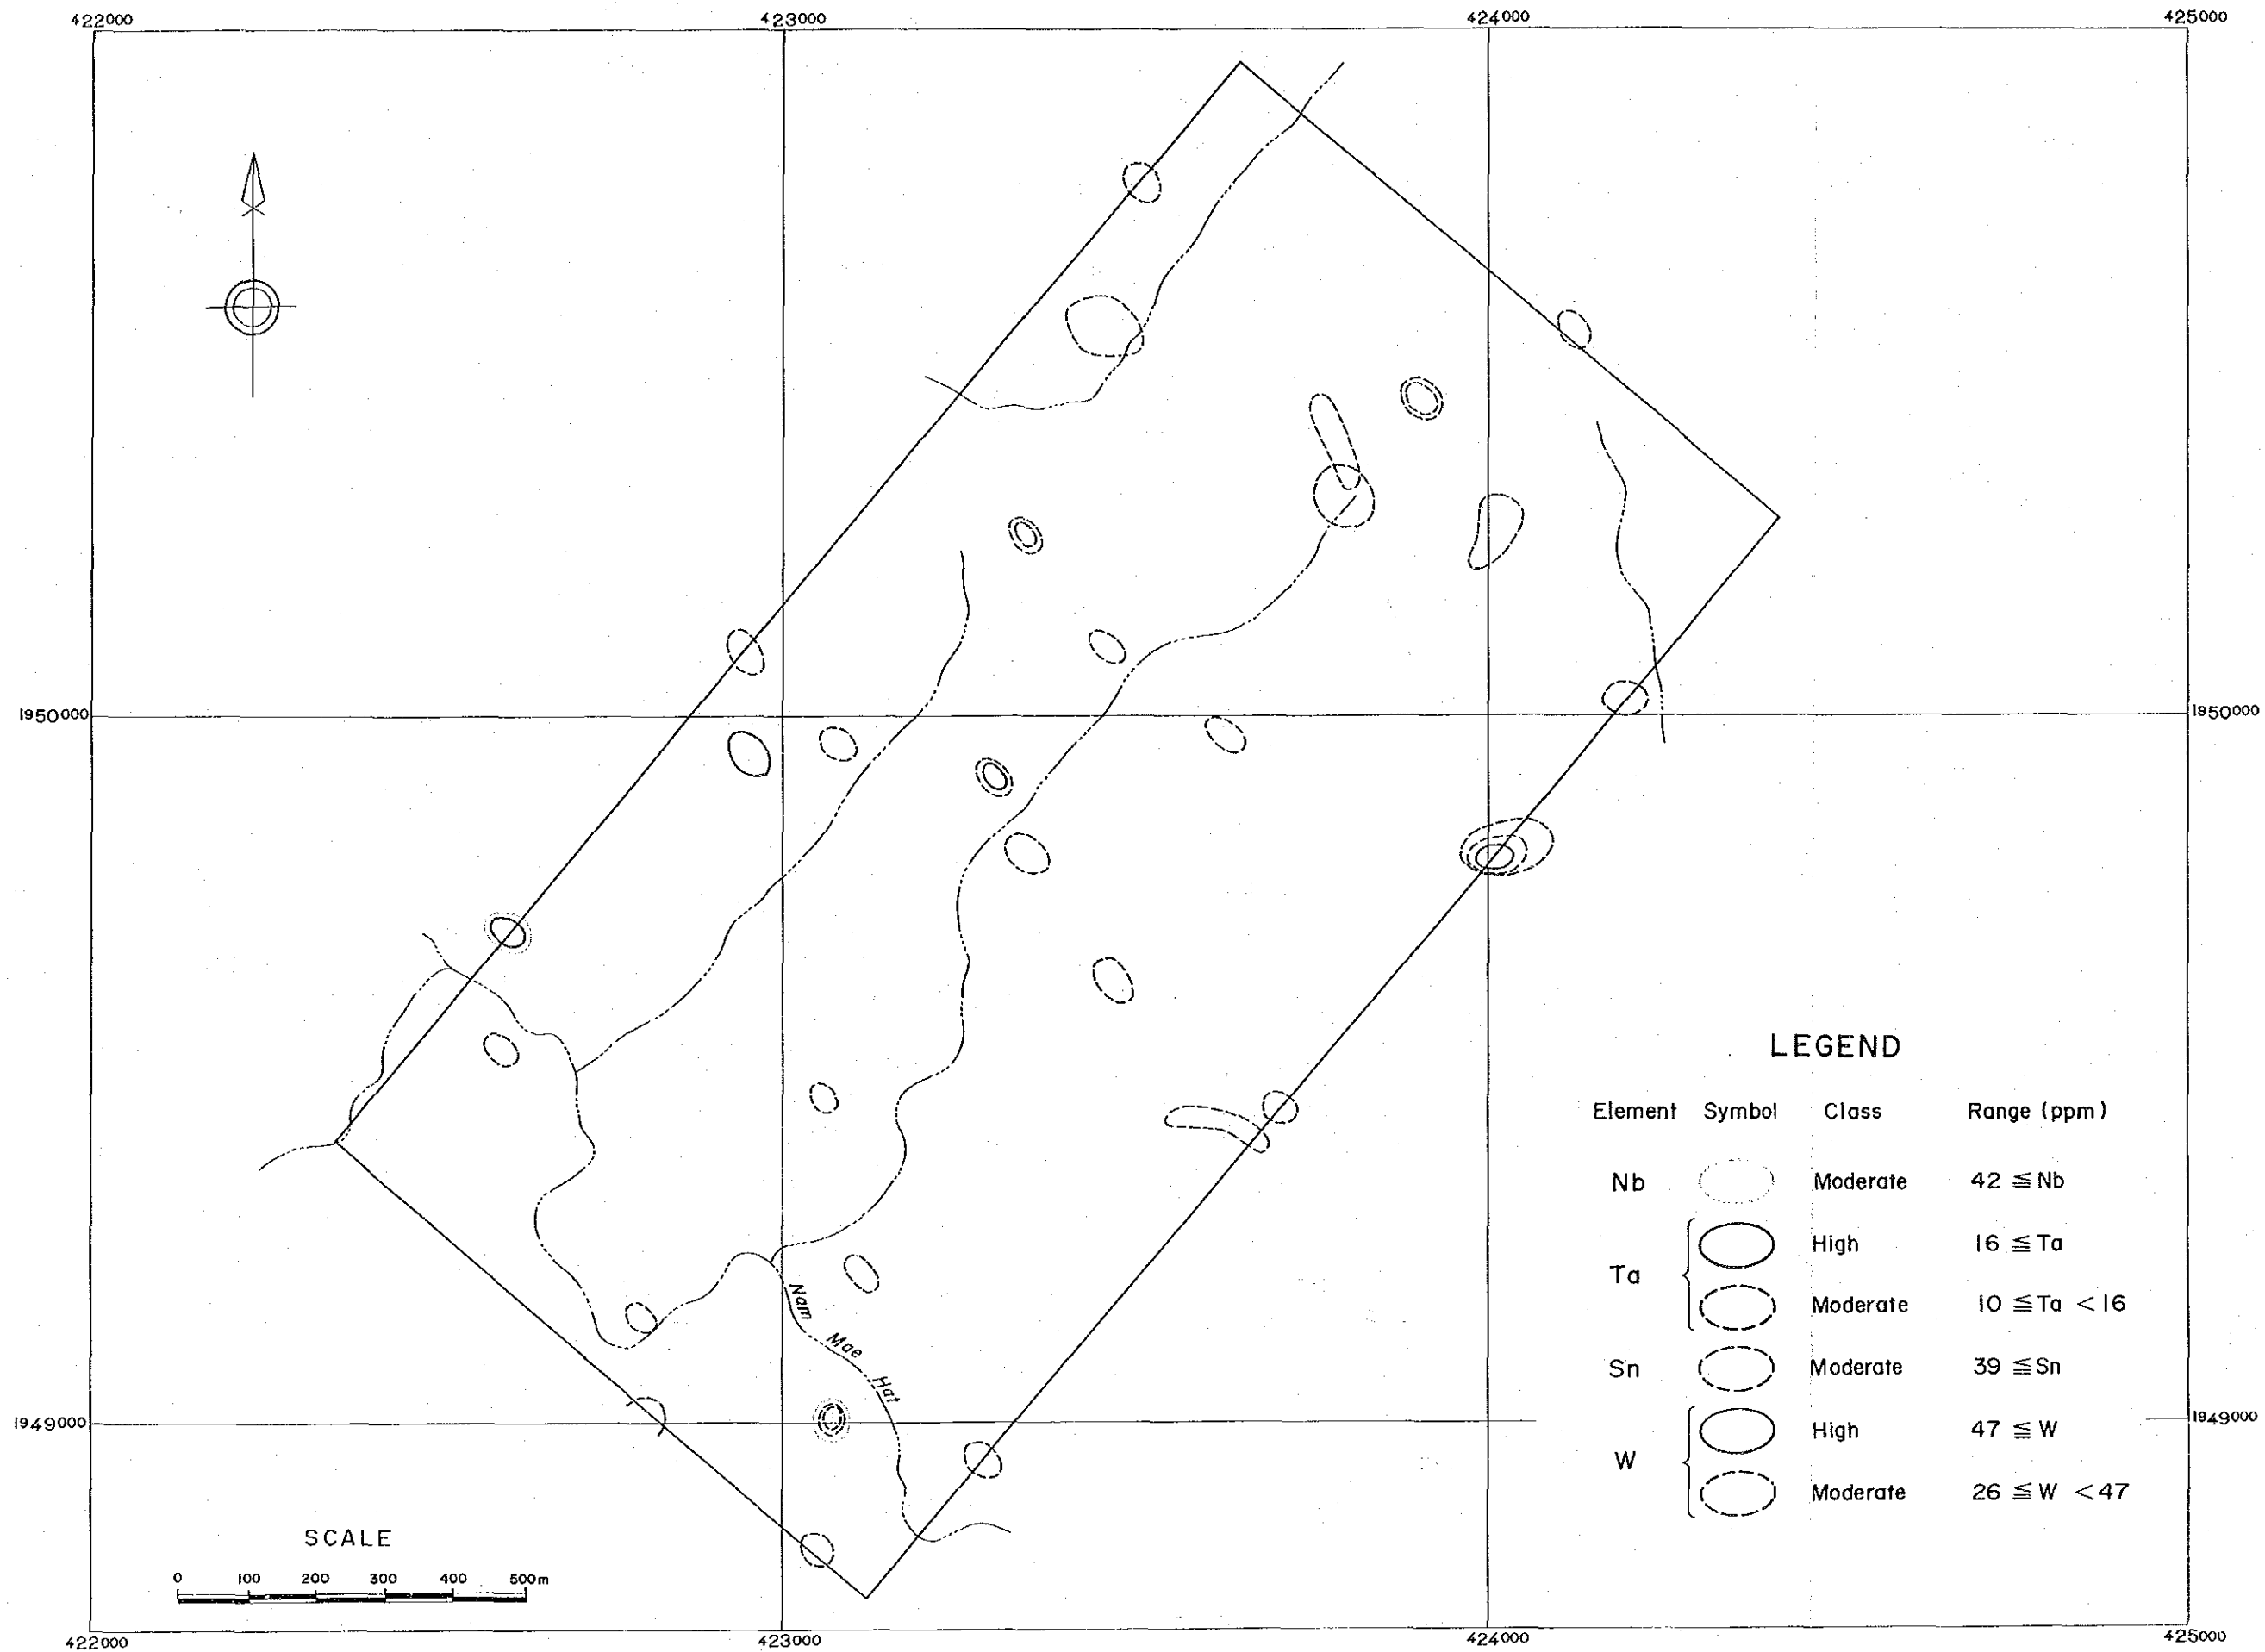 422000 423000 424000 425000
1950000 1950000
LEGEND
Element Symbol Class Range (ppm)
Nb Moderate 42 ≦ Nb
High 16 ≦ Ta
Ta
Moderate 10 ≦ Ta < 16
Sn Moderate 39 ≦ Sn
High 47 ≦ W
W
Moderate 26 ≦ W < 47
Nam Mae Hat
1949000 1949000
SCALE
0 100 200 300 400 500m
422000 423000 424000 425000